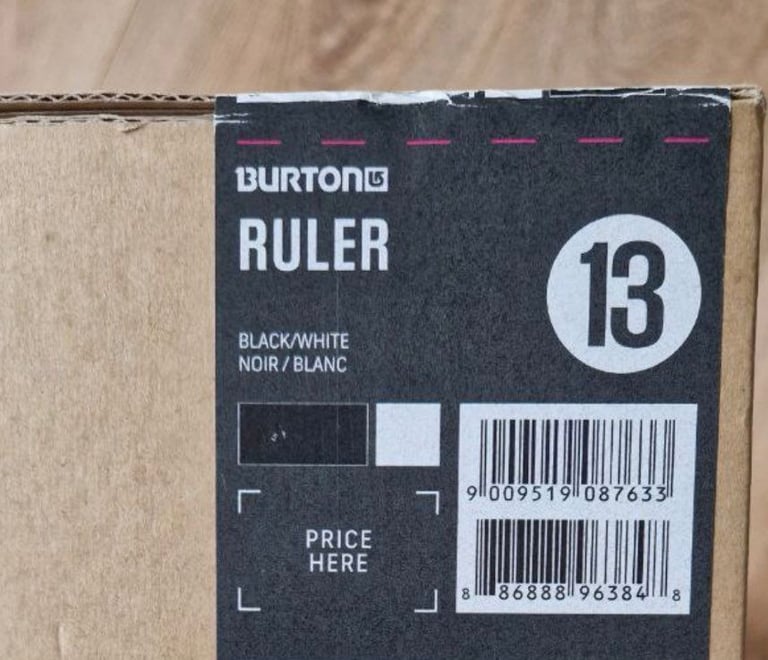 BURTON
RULER
13
BLACK/WHITE
NOIR / BLANC
PRICE
HERE
9 009519 087633
8 86888 96384 8